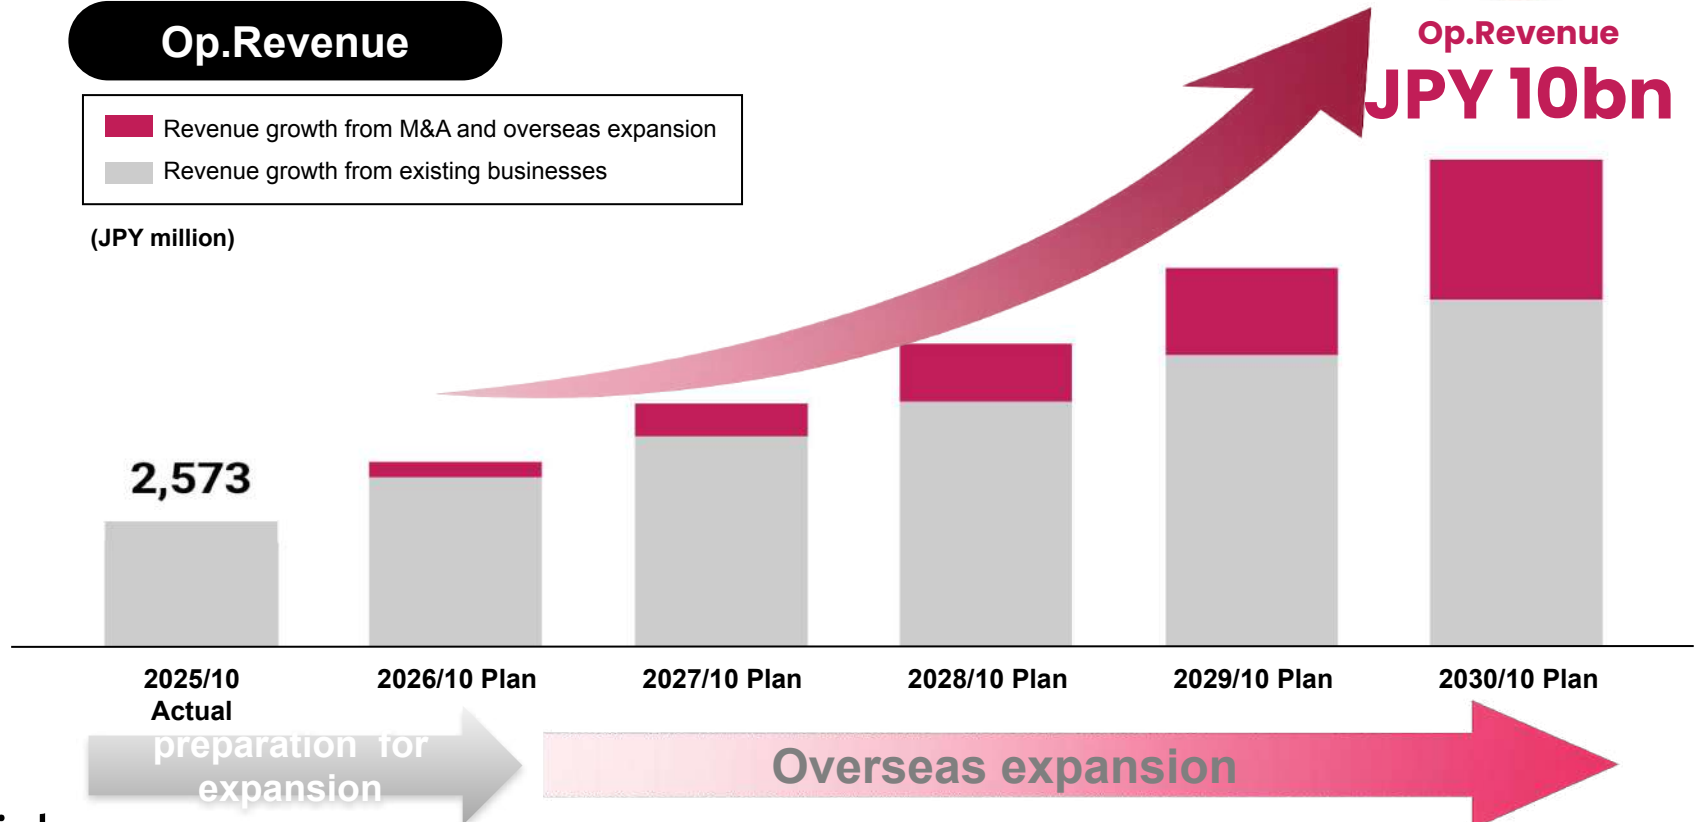 Op.Revenue
Op.Revenue
JPY 10bn
Revenue growth from M&A and overseas expansion
Revenue growth from existing businesses
(JPY million)
2,573
2025/10
Actual
2026/10 Plan
2027/10 Plan
2028/10 Plan
2029/10 Plan
2030/10 Plan
preparation for
expansion
Overseas expansion